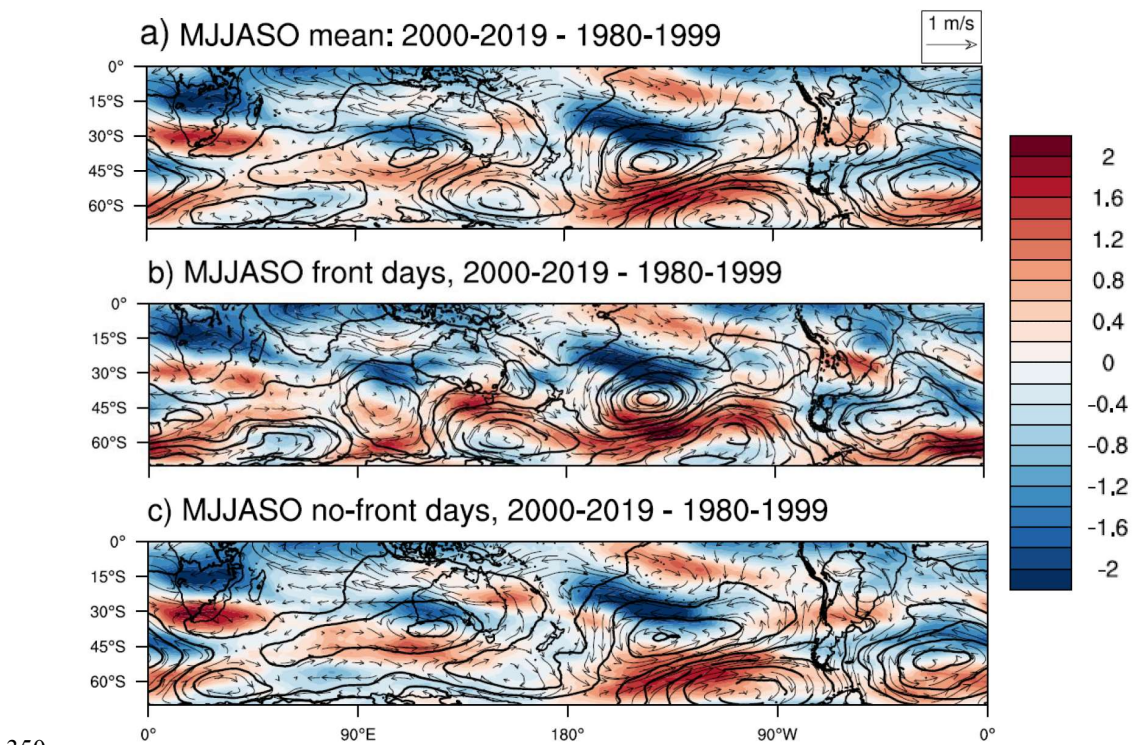 a) MJJASO mean: 2000-2019 - 1980-1999
1 m/s
0°
15°S
30°S
45°S
60°S
90°E
180°
90°W
b) MJJASO front days, 2000-2019 - 1980-1999
0°
15°S
30°S
45°S
60°S
c) MJJASO no-front days, 2000-2019 - 1980-1999
0°
15°S
30°S
45°S
60°S
0°
90°E
180°
90°W
0°
2
1.6
1.2
0.8
0.4
0
-0.4
-0.8
-1.2
-1.6
-2